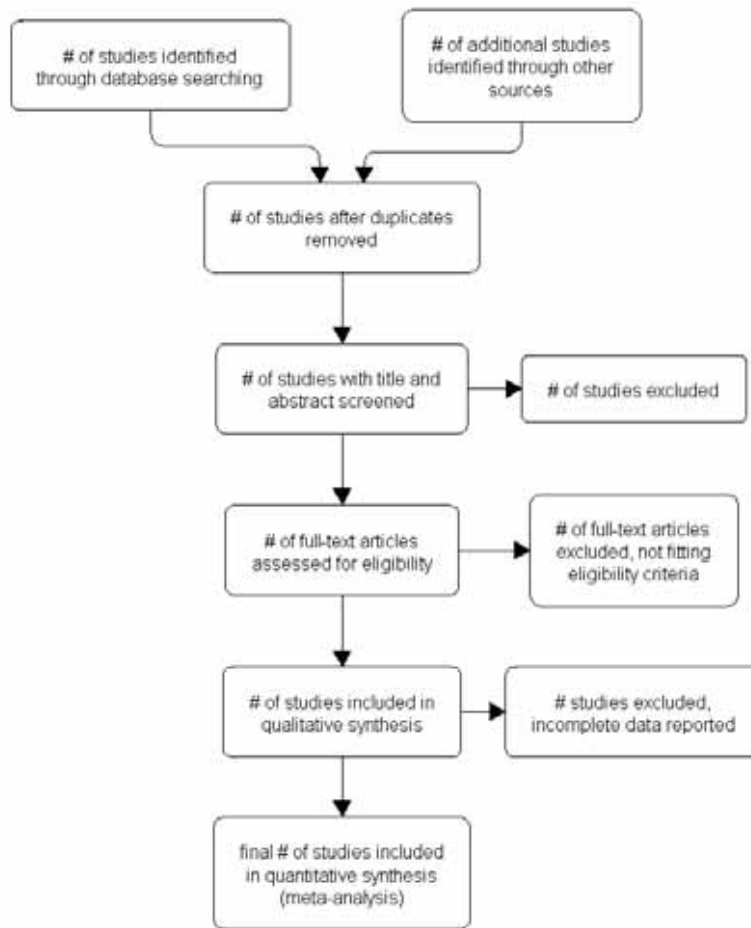 # of studies identified
through database searching
# of additional studies
identified through other
sources
# of studies after duplicates
removed
# of studies with title and
abstract screened
# of studies excluded
# of full-text articles
assessed for eligibility
# of full-text articles
excluded, not fitting
eligibility criteria
# of studies included in
qualitative synthesis
# studies excluded,
incomplete data reported
final # of studies included
in quantitative synthesis
(meta-analysis)